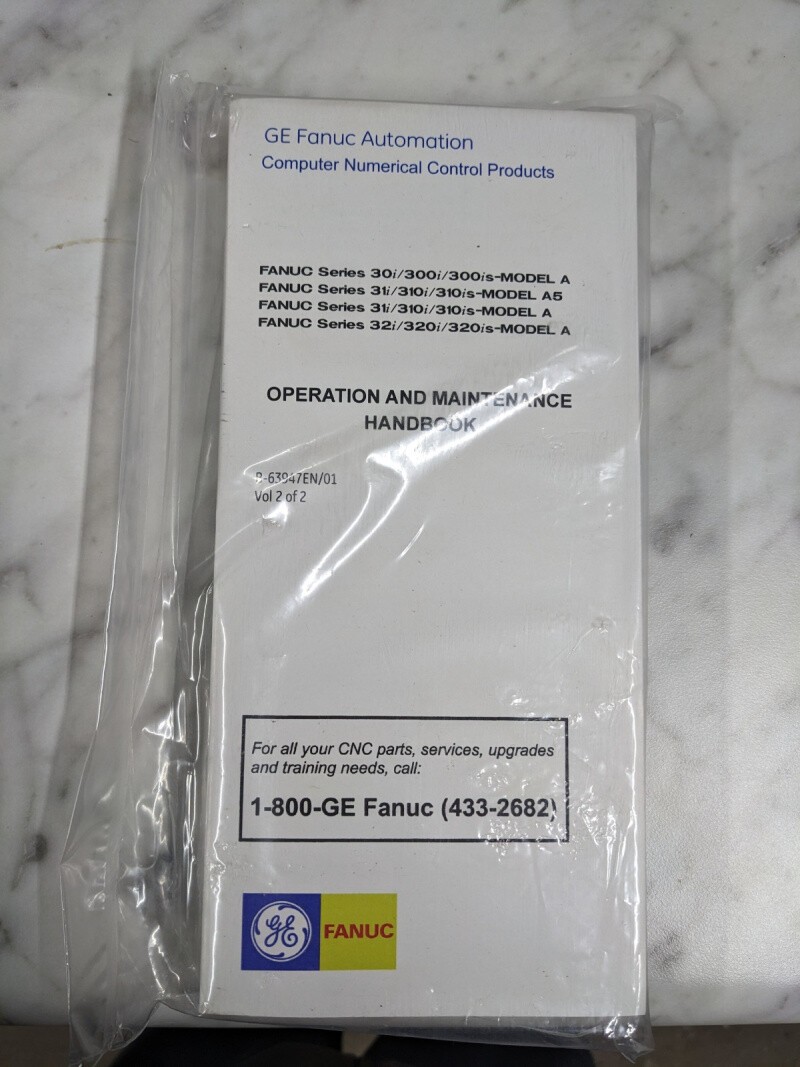 GE Fanuc Automation
Computer Numerical Control Products
FANUC Series 30i/300i/300is-MODEL A
FANUC Series 31i/310i/310is-MODEL A5
FANUC Series 31i/310i/310is-MODEL A
FANUC Series 32i/320i/320is-MODEL A
OPERATION AND MAINTENANCE
HANDBOOK
B-63947EN/01
Vol 2 of 2
For all your CNC parts, services, upgrades
and training needs, call:
1-800-GE Fanuc (433-2682)
GE FANUC